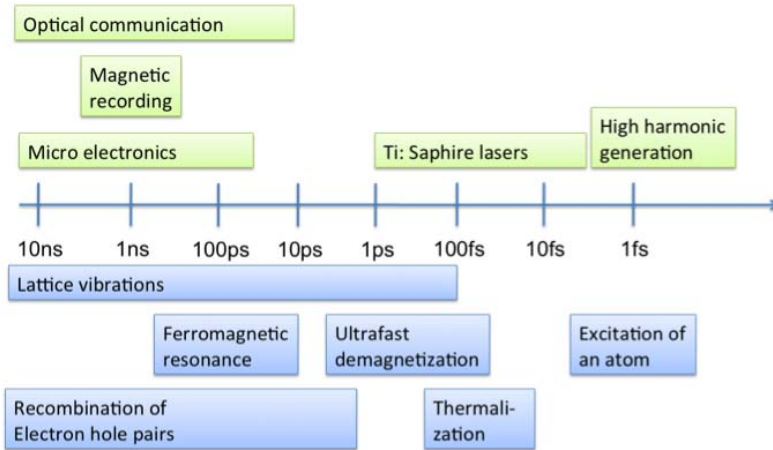 Optical communication
Magnetic
recording
Micro electronics
Ti: Saphire lasers
High harmonic
generation
10ns 1ns 100ps 10ps 1ps 100fs 10fs 1fs
Lattice vibrations
Ferromagnetic
resonance
Ultrafast
demagnetization
Excitation of
an atom
Recombination of
Electron hole pairs
Thermali-
zation